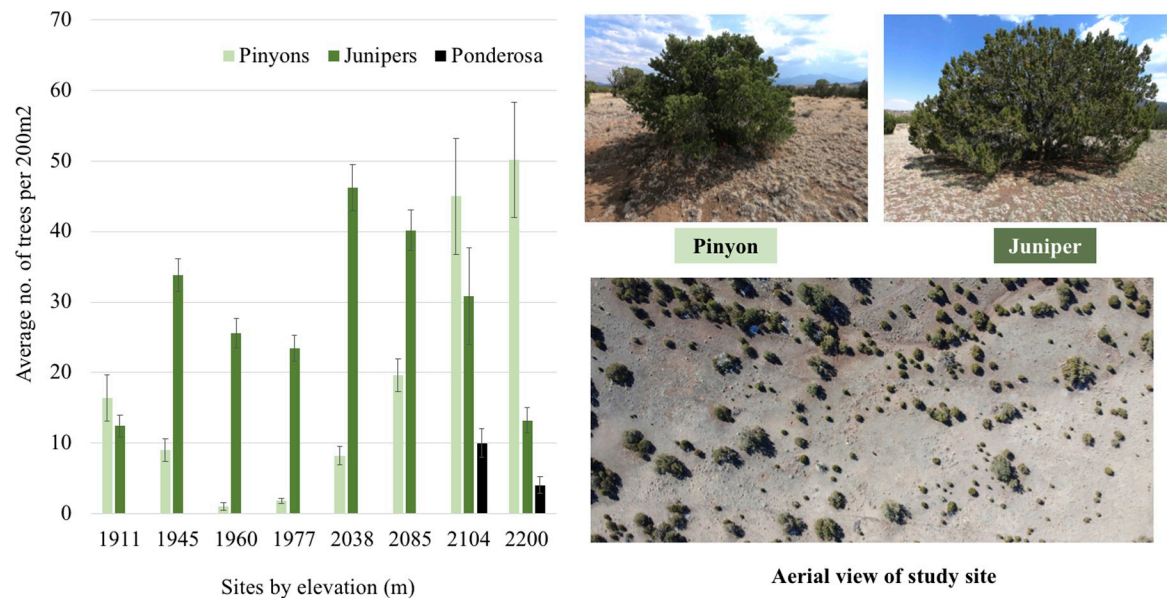 70
60
50
40
30
20
10
0
Average no. of trees per 200m2
Pinyons Junipers Ponderosa
1911 1945 1960 1977 2038 2085 2104 2200
Sites by elevation (m)
Pinyon
Juniper
Aerial view of study site